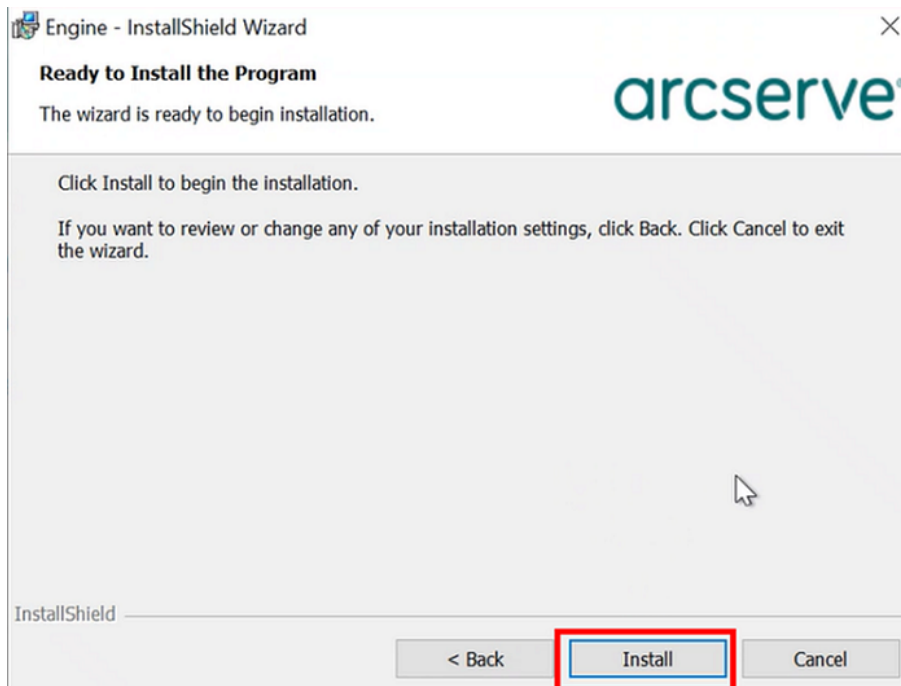 Engine - InstallShield Wizard
Ready to Install the Program
The wizard is ready to begin installation.
arcserve
Click Install to begin the installation.
If you want to review or change any of your installation settings, click Back. Click Cancel to exit
the wizard.
InstallShield
< Back
Install
Cancel